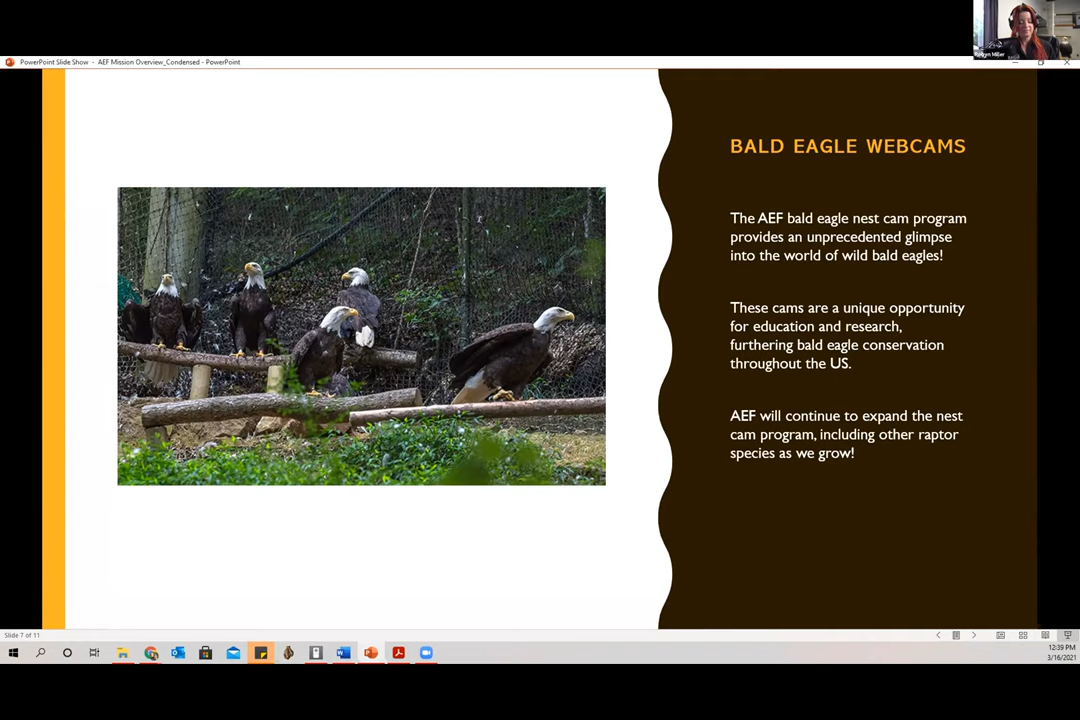 PowerPoint Slide Show - AEF Mission Overview_Condensed - PowerPoint
BALD EAGLE WEBCAMS
The AEF bald eagle nest cam program
provides an unprecedented glimpse
into the world of wild bald eagles!
These cams are a unique opportunity
for education and research,
furthering bald eagle conservation
throughout the US.
AEF will continue to expand the nest
cam program, including other raptor
species as we grow!
Slide 7 of 11
12:39 PM
3/16/2021